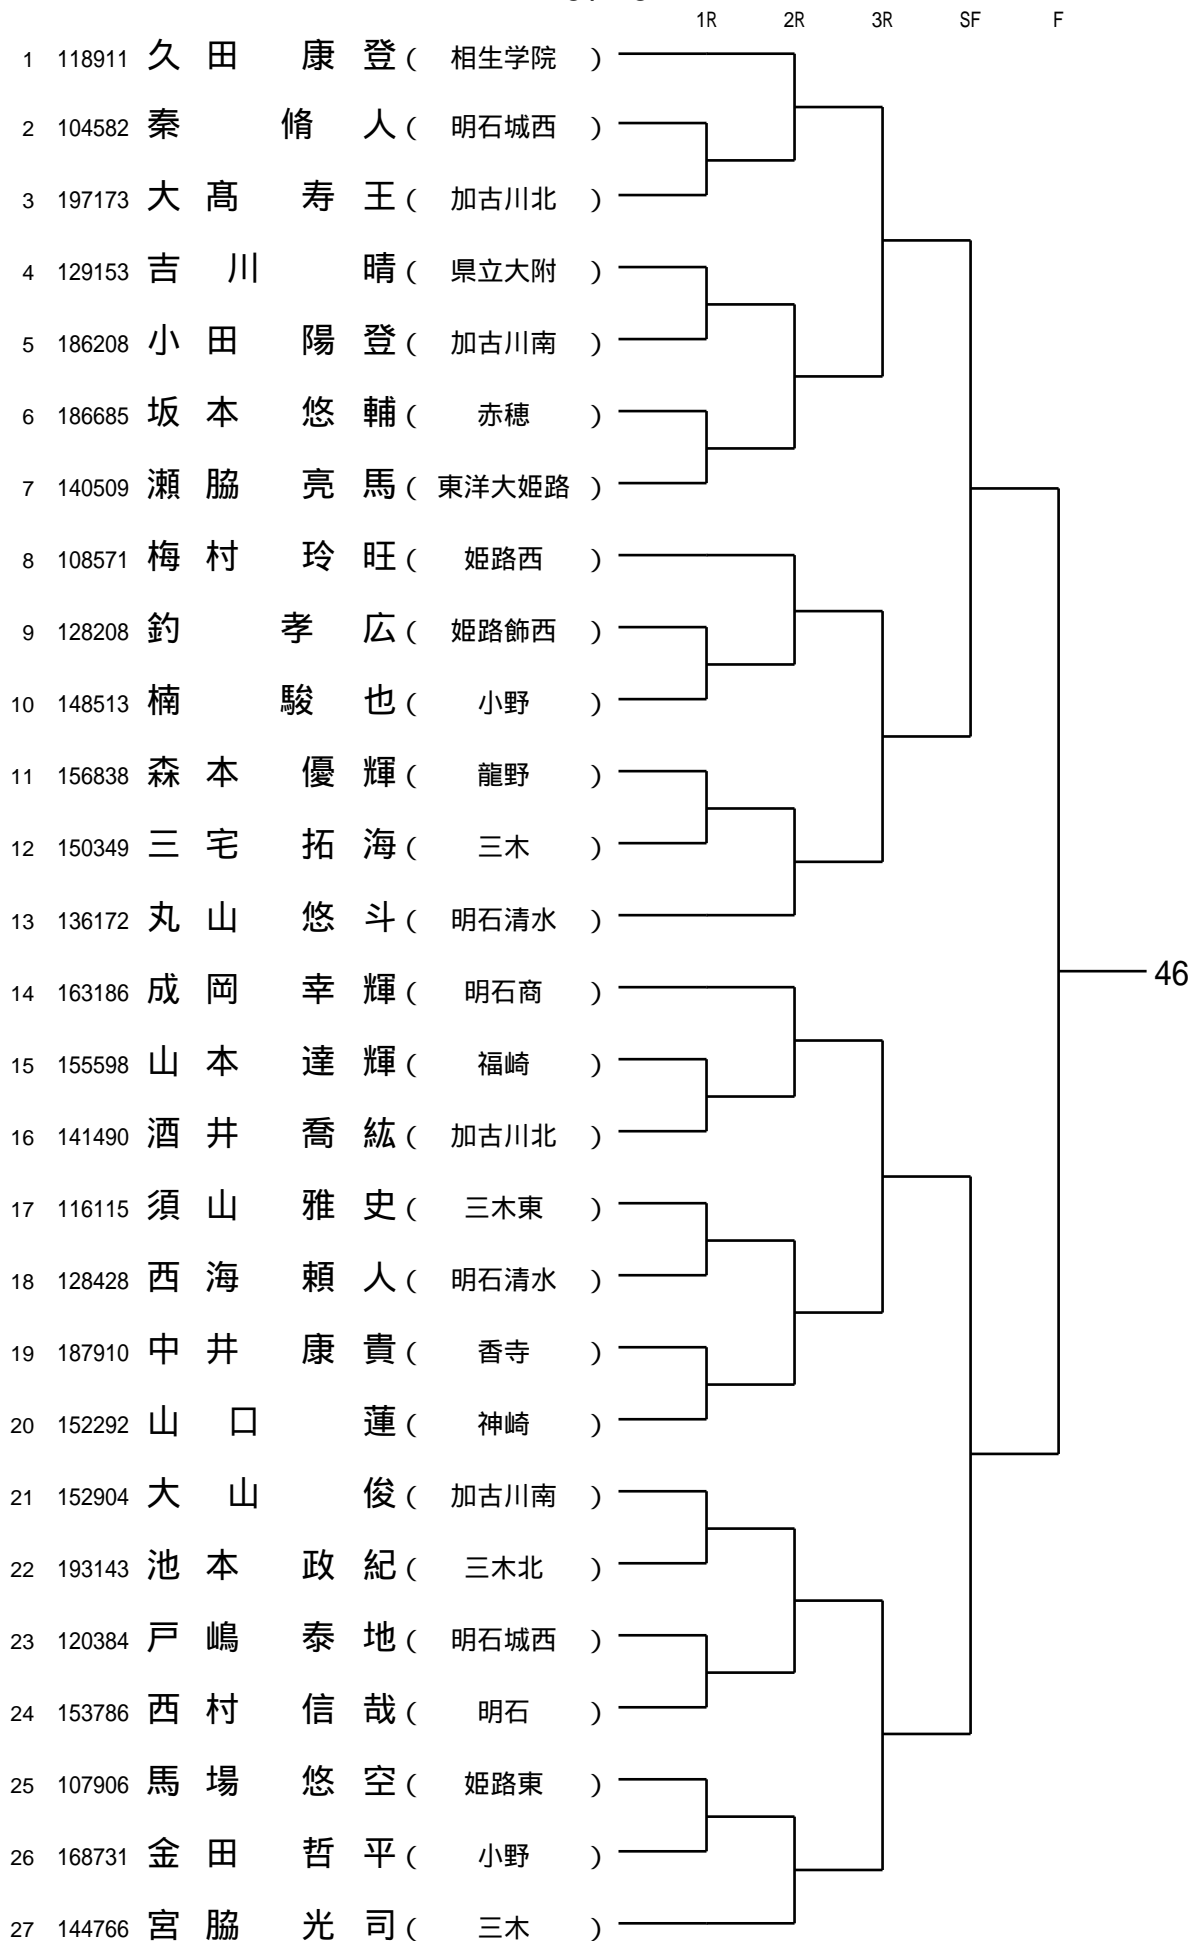 1R 2R 3R SF F
1 118911 久田 康登 ( 相生学院 )
2 104582 秦 脩人 ( 明石城西 )
3 197173 大髙 寿王 ( 加古川北 )
4 129153 吉川 晴 ( 県立大附 )
5 186208 小田 陽登 ( 加古川南 )
6 186685 坂本 悠輔 ( 赤穂 )
7 140509 瀬脇 亮馬 ( 東洋大姫路 )
8 108571 梅村 玲旺 ( 姫路西 )
9 128208 釣 孝広 ( 姫路飾西 )
10 148513 楠 駿也 ( 小野 )
11 156838 森本 優輝 ( 龍野 )
12 150349 三宅 拓海 ( 三木 )
13 136172 丸山 悠斗 ( 明石清水 )
46
14 163186 成岡 幸輝 ( 明石商 )
15 155598 山本 達輝 ( 福崎 )
16 141490 酒井 喬紘 ( 加古川北 )
17 116115 須山 雅史 ( 三木東 )
18 128428 西海 頼人 ( 明石清水 )
19 187910 中井 康貴 ( 香寺 )
20 152292 山口 蓮 ( 神崎 )
21 152904 大山 俊 ( 加古川南 )
22 193143 池本 政紀 ( 三木北 )
23 120384 戸嶋 泰地 ( 明石城西 )
24 153786 西村 信哉 ( 明石 )
25 107906 馬場 悠空 ( 姫路東 )
26 168731 金田 哲平 ( 小野 )
27 144766 宮脇 光司 ( 三木 )